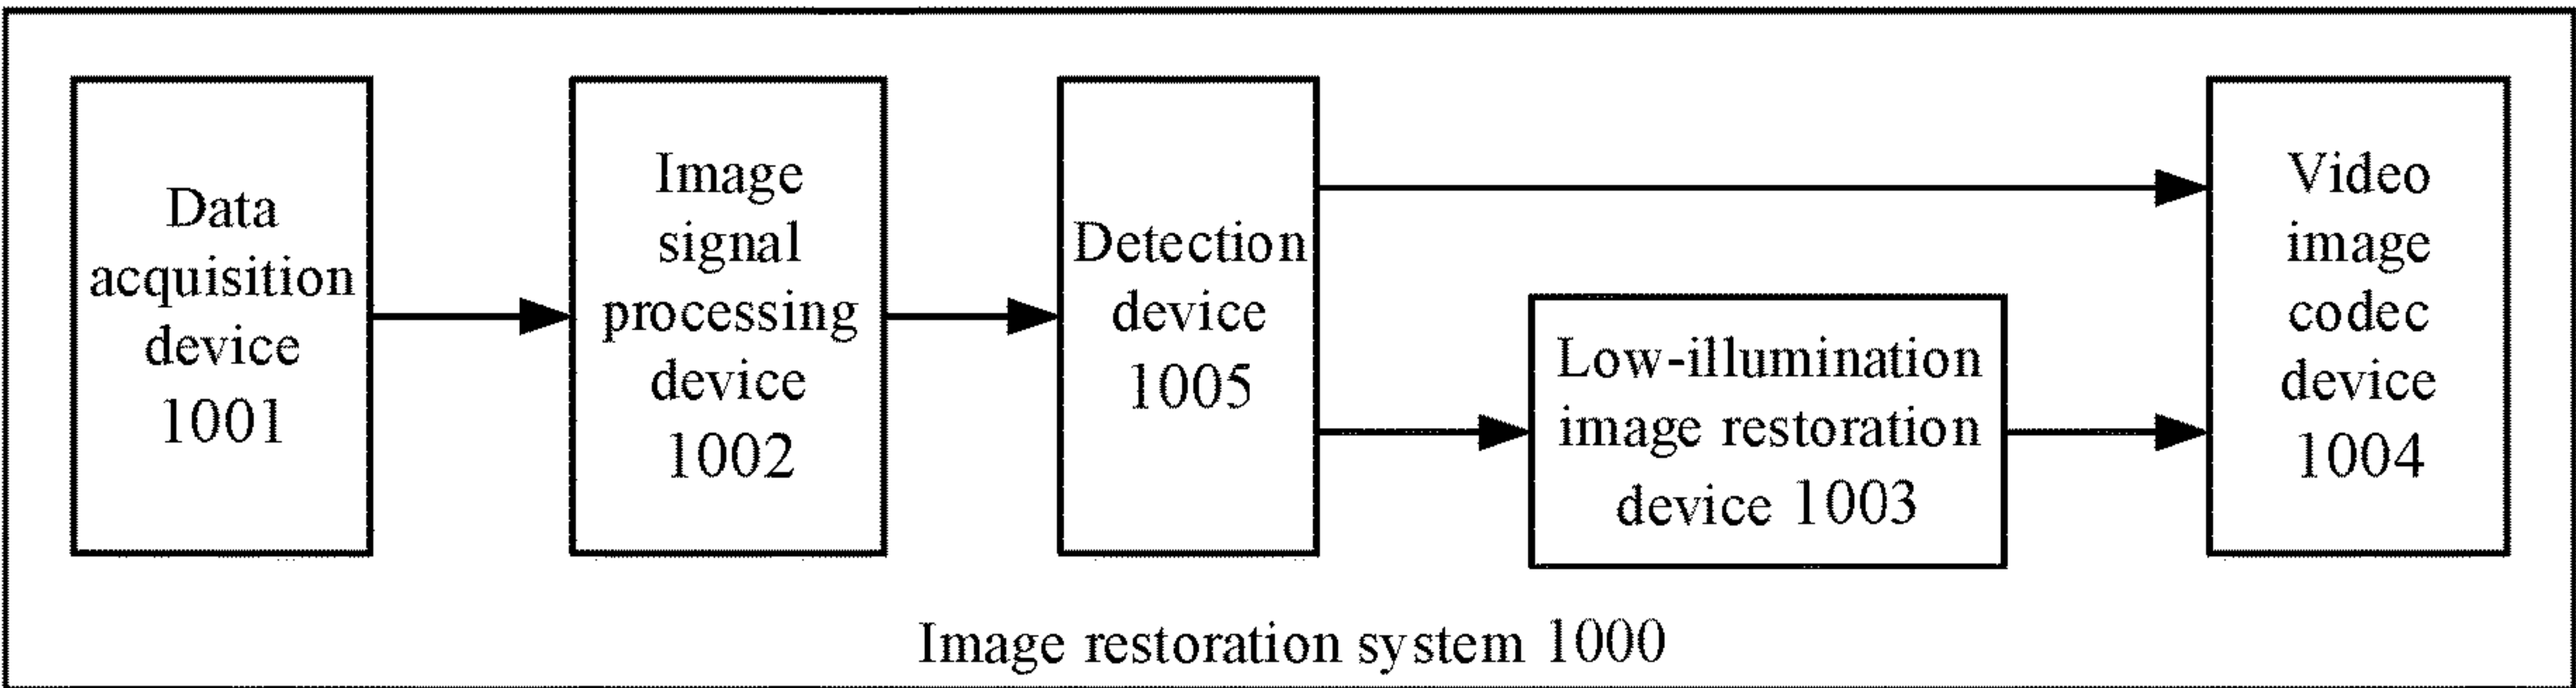 Data
acquisition
device
1001
Image
signal
processing
device
1002
Detection
device
1005
Low-illumination
image restoration
device 1003
Video
image
codec
device
1004
Image restoration system 1000